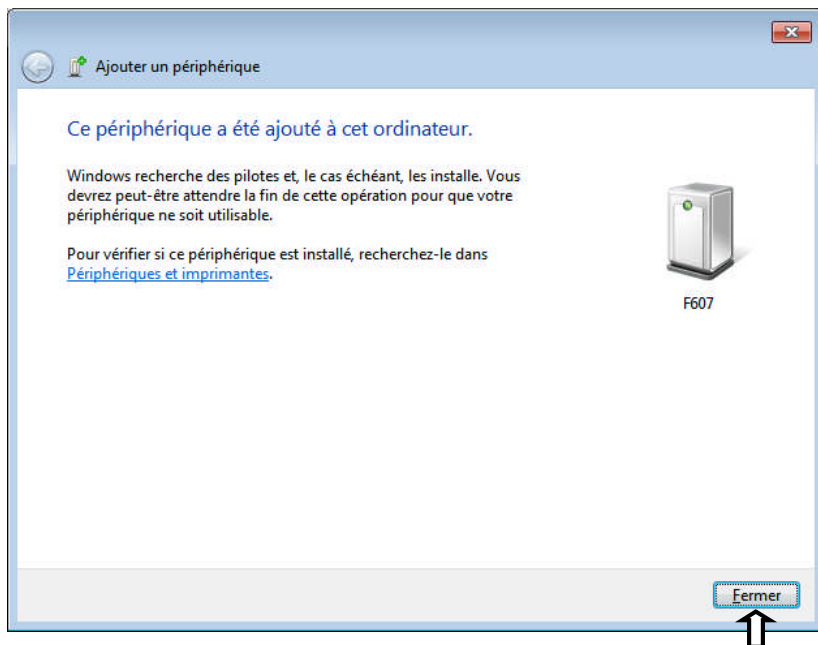 Ajouter un périphérique
Ce périphérique a été ajouté à cet ordinateur.
Windows recherche des pilotes et, le cas échéant, les installe. Vous
devrez peut-être attendre la fin de cette opération pour que votre
périphérique ne soit utilisable.
Pour vérifier si ce périphérique est installé, recherchez-le dans
Périphériques et imprimantes.
F607
Fermer